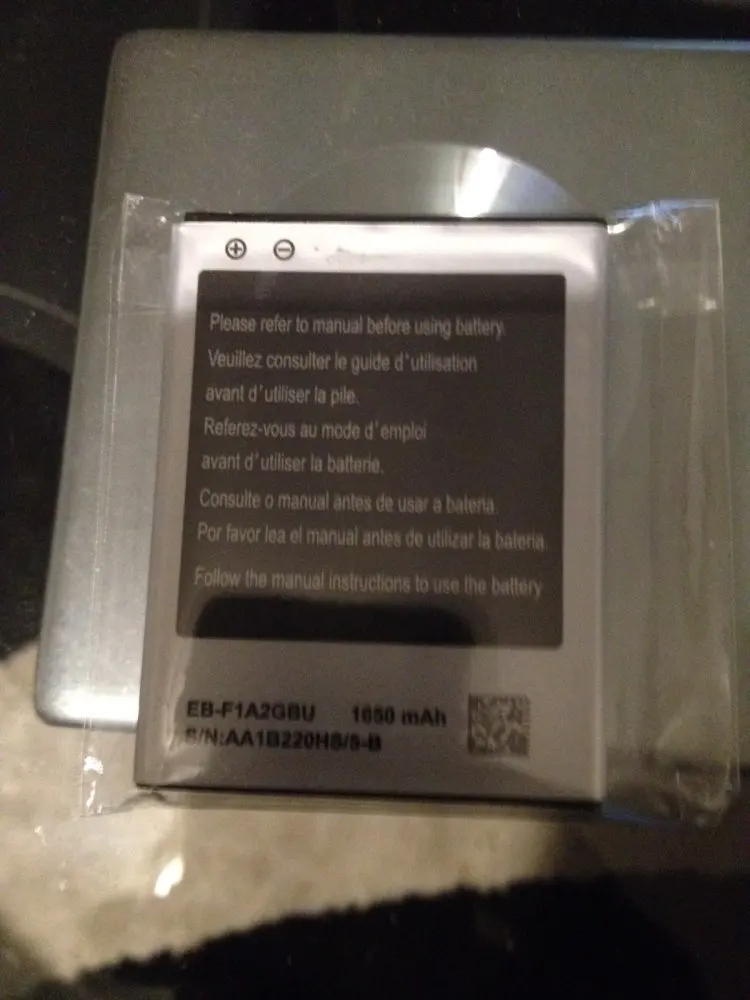 Please refer to manual before using battery.
Veuillez consulter le guide d'utilisation
avant d'utiliser la pile.
Referez-vous au mode d'emploi
avant d'utiliser la batterie.
Consulte o manual antes de usar a bateria.
Por favor lea el manual antes de utilizar la bateria.
Follow the manual instructions to use the battery
EB-F1A2GBU 1650 mAh
S/N:AA1B220HS/5-B